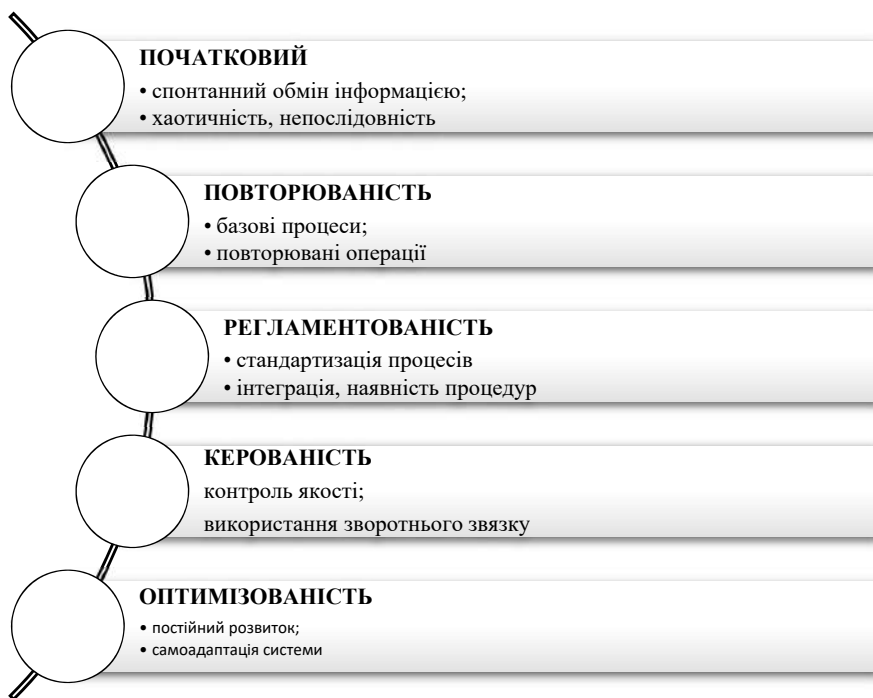 ПОЧАТКОВИЙ
• спонтанний обмін інформацією;
• хаотичність, непослідовність
ПОВТОРЮВАНІСТЬ
• базові процеси;
• повторювані операції
РЕГЛАМЕНТОВАНІСТЬ
• стандартизація процесів
• інтеграція, наявність процедур
КЕРОВАНІСТЬ
контроль якості;
використання зворотнього звязку
ОПТИМІЗОВАНІСТЬ
• постійний розвиток;
• самоадаптація системи